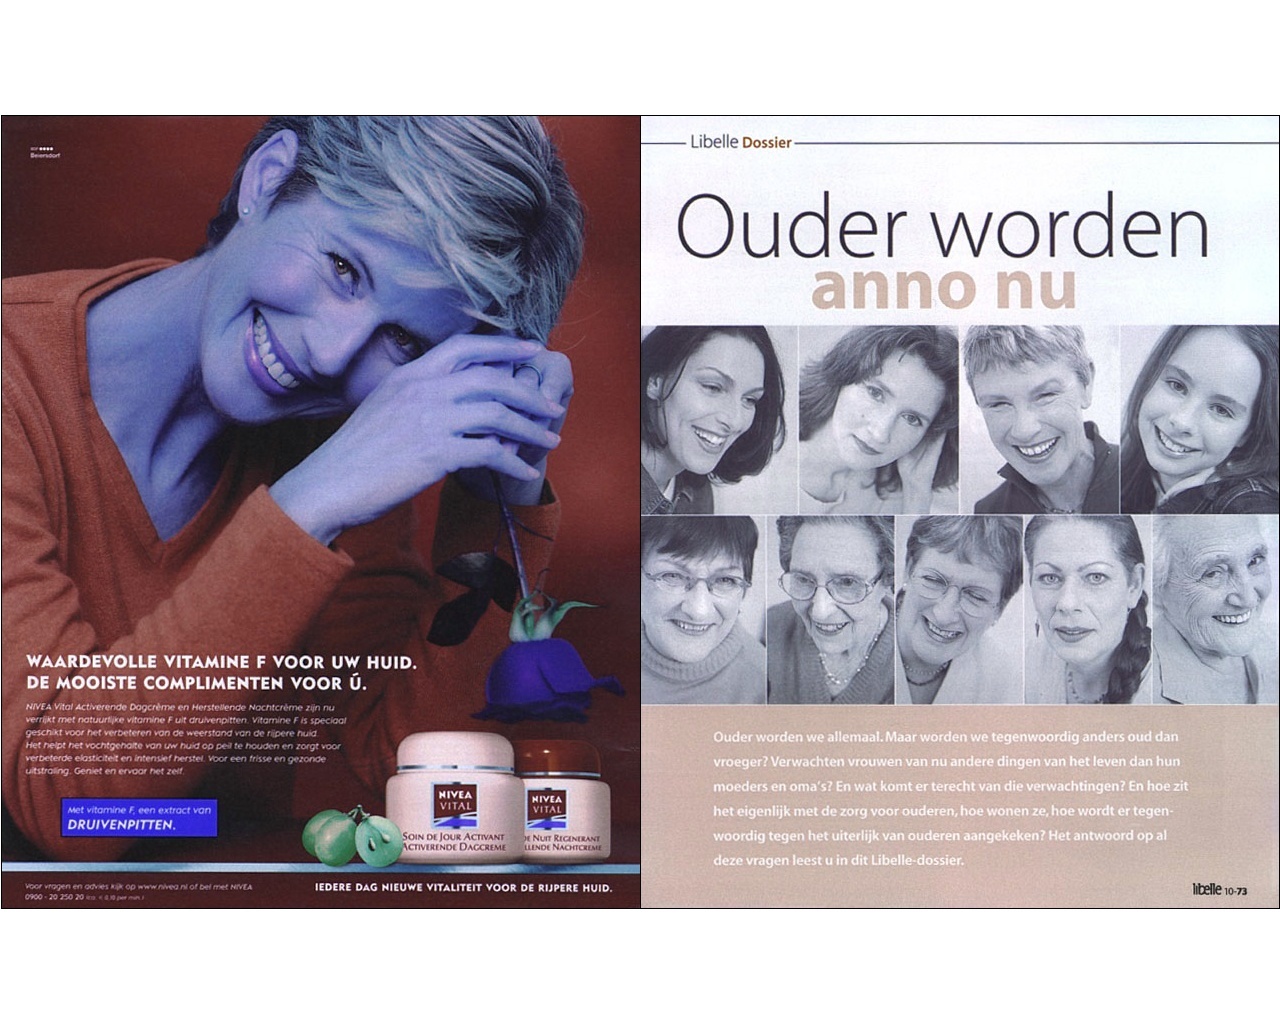 Beiersdorf
WAARDEVOLLE VITAMINE F VOOR UW HUID.
DE MOOISTE COMPLIMENTEN VOOR Ú.
NIVEA Vital Activerende Dagcrème en Herstellende Nachtcrème zijn nu
verrijkt met natuurlijke vitamine F uit druivenpitten. Vitamine F is speciaal
geschikt voor het verbeteren van de weerstand van de rijpere huid.
Het helpt het vochtgehalte van uw huid op peil te houden en zorgt voor
verbeterde elasticiteit en intensief herstel. Voor een frisse en gezonde
uitstraling. Geniet en ervaar het zelf.
Met vitamine F, een extract van
DRUIVENPITTEN.
NIVEA
VITAL
SOIN DE JOUR ACTIVANT
ACTIVERENDE DAGCREME
NIVEA
VITAL
DE NUIT REGENERANT
LLENDE NACHTCREME
Voor vragen en advies kijk op www.nivea.nl of bel met NIVEA
0900 - 20 250 20 (ca. € 0,10 per min.)
IEDERE DAG NIEUWE VITALITEIT VOOR DE RIJPERE HUID.
Libelle Dossier
Ouder worden
anno nu
Ouder worden we allemaal. Maar worden we tegenwoordig anders oud dan
vroeger? Verwachten vrouwen van nu andere dingen van het leven dan hun
moeders en oma's? En wat komt er terecht van die verwachtingen? En hoe zit
het eigenlijk met de zorg voor ouderen, hoe wonen ze, hoe wordt er tegen-
woordig tegen het uiterlijk van ouderen aangekeken? Het antwoord op al
deze vragen leest u in dit Libelle-dossier.
libelle 10-73